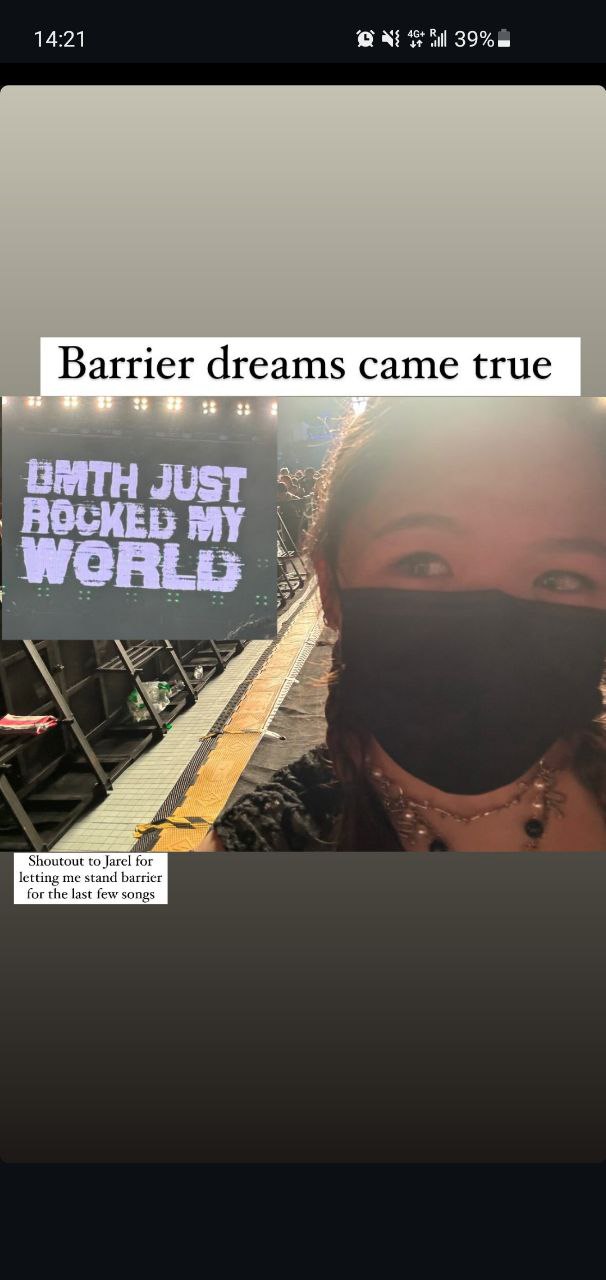 14:21
4G+ R 39%
Barrier dreams came true
BMTH JUST
ROCKED MY
WORLD
Shoutout to Jarel for
letting me stand barrier
for the last few songs